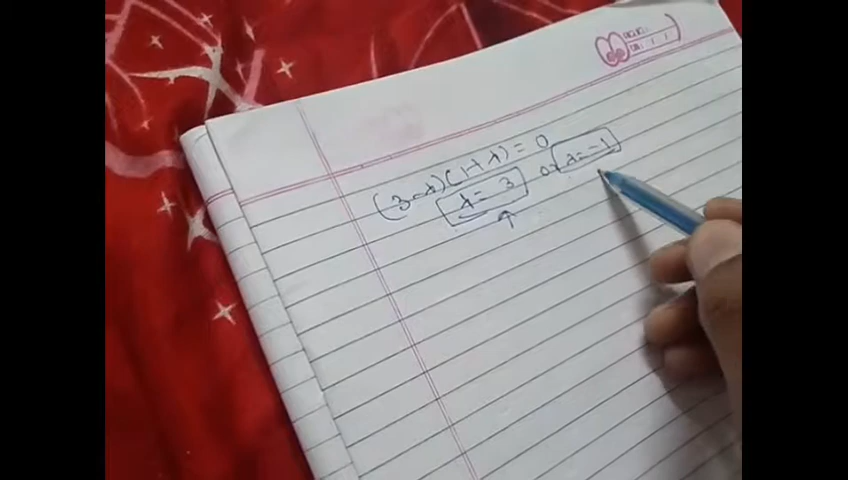 (3-λ)(1+λ) = 0
λ = 3 or λ = -1